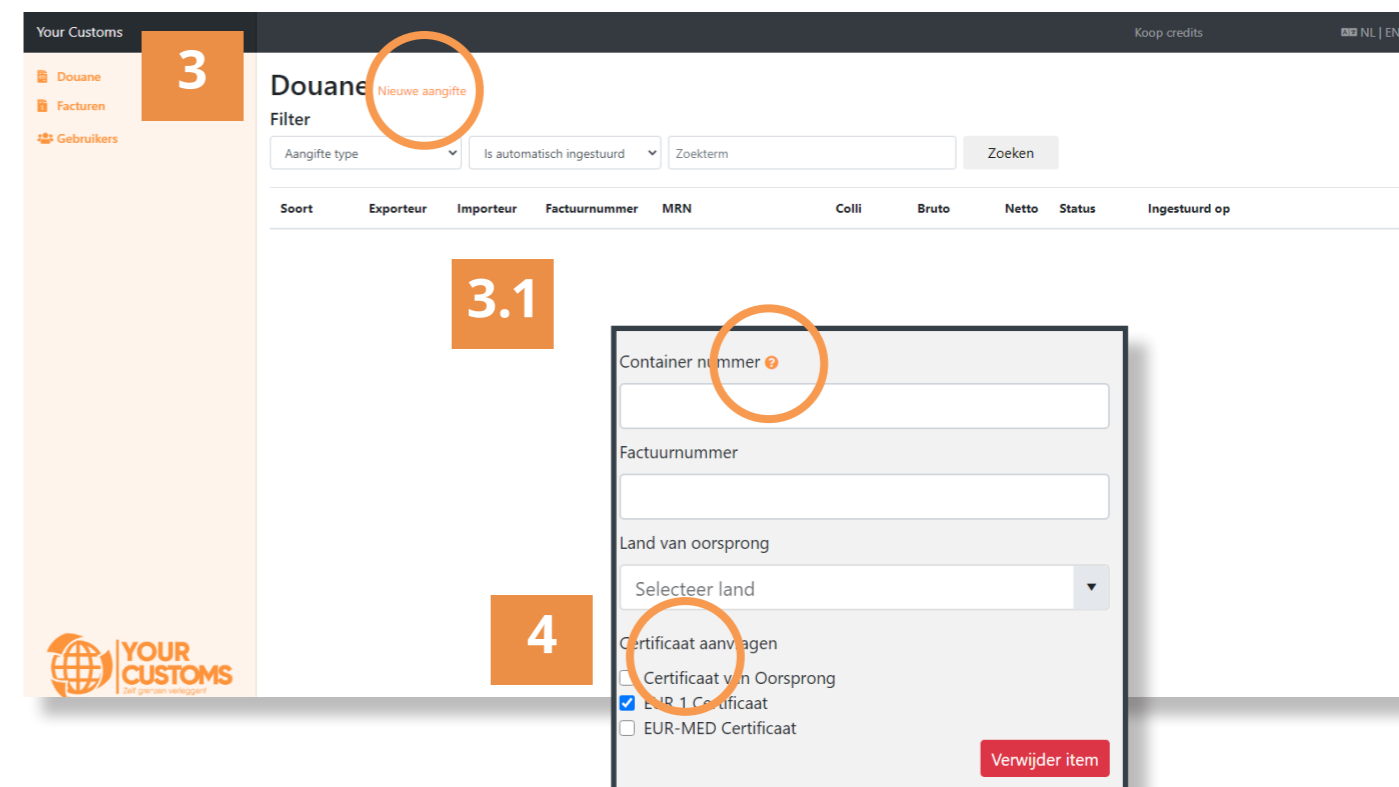 Your Customs
Koop credits
NL | EN
3
Douane
Facturen
Gebruikers
Douane Nieuwe aangifte
Filter
Aangifte type
Is automatisch ingestuurd
Zoekterm
Zoeken
Soort Exporteur Importeur Factuurnummer MRN Colli Bruto Netto Status Ingestuurd op
3.1
Container nummer ?
Factuurnummer
Land van oorsprong
Selecteer land
4
Certificaat aanvragen
Certificaat van Oorsprong
EUR 1 Certificaat
EUR-MED Certificaat
Verwijder item
YOUR
CUSTOMS
Zelf grenzen verleggen!